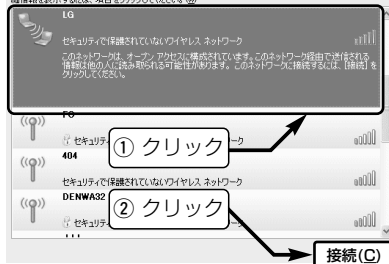 LG
セキュリティで保護されていないワイヤレス ネットワーク
このネットワークは、オープン アクセスに構成されています。このネットワーク経由で送信される
情報は他の人に読み取られる可能性があります。このネットワークに接続するには、[接続] を
クリックしてください。
セキュリテ
① クリック
ーク
404
セキュリティで保護されていないワイヤレス ネットワーク
DENWA32
② クリック
セキュリテ
ーク
接続(C)